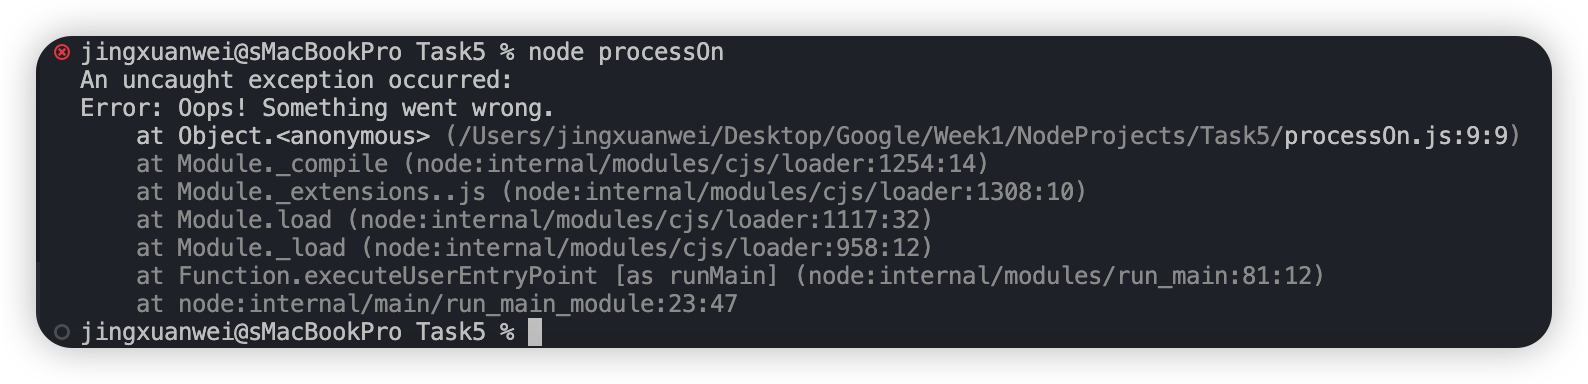 jingxuanwei@sMacBookPro Task5 % node processOn
An uncaught exception occurred:
Error: Oops! Something went wrong.
    at Object.<anonymous> (/Users/jingxuanwei/Desktop/Google/Week1/NodeProjects/Task5/processOn.js:9:9)
    at Module._compile (node:internal/modules/cjs/loader:1254:14)
    at Module._extensions..js (node:internal/modules/cjs/loader:1308:10)
    at Module.load (node:internal/modules/cjs/loader:1117:32)
    at Module._load (node:internal/modules/cjs/loader:958:12)
    at Function.executeUserEntryPoint [as runMain] (node:internal/modules/run_main:81:12)
    at node:internal/main/run_main_module:23:47
jingxuanwei@sMacBookPro Task5 %